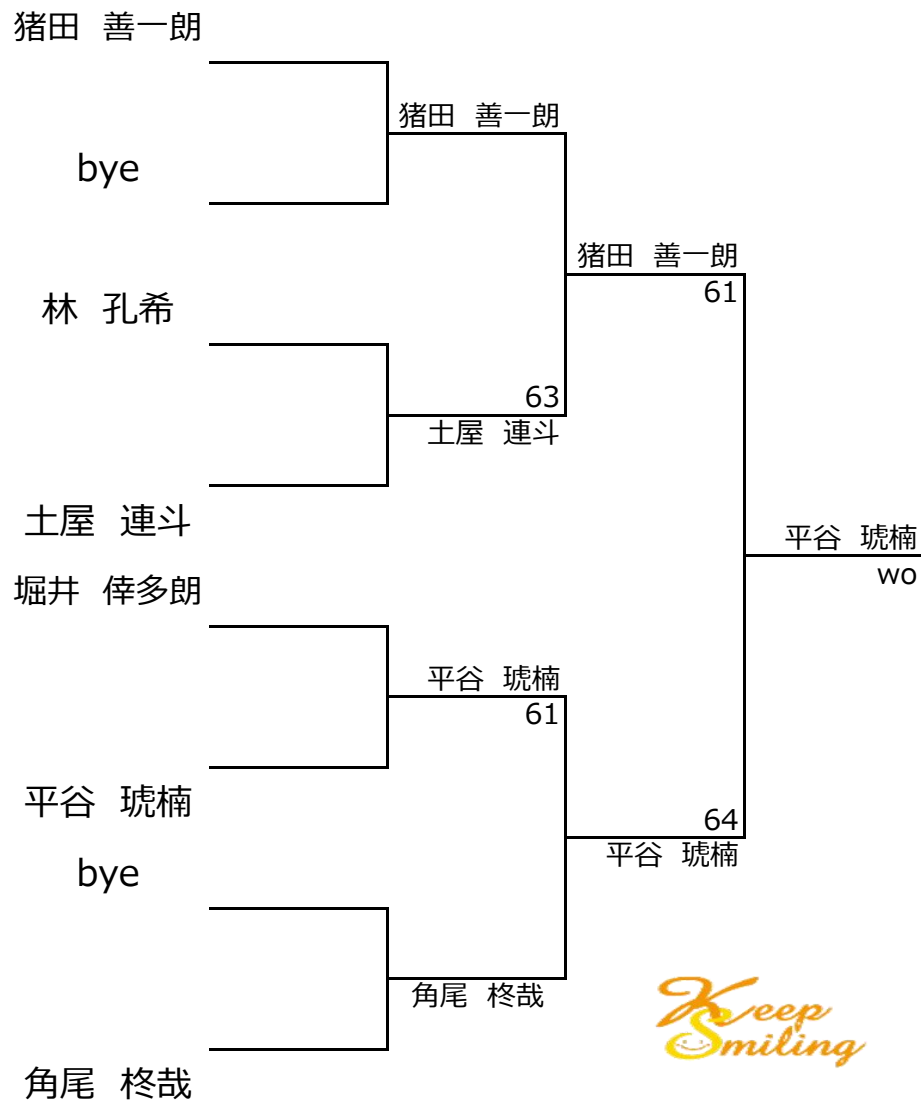 猪田　善一朗
猪田　善一朗
bye
猪田　善一朗
61
林　孔希
63
土屋　連斗
土屋　連斗
平谷　琥楠
wo
堀井　倖多朗
平谷　琥楠
61
平谷　琥楠
64
平谷　琥楠
bye
角尾　柊哉
Keep
Smiling
角尾　柊哉